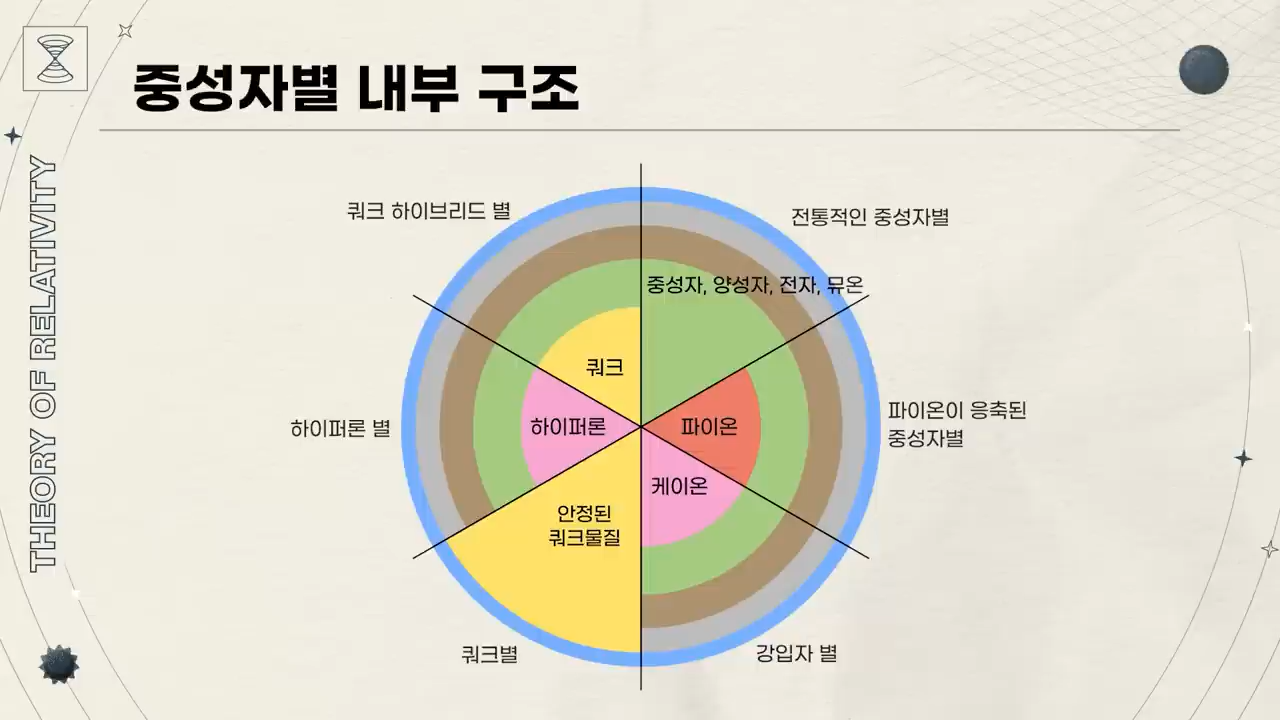 중성자별 내부 구조
THEORY OF RELATIVITY
쿼크 하이브리드 별
전통적인 중성자별
중성자, 양성자, 전자, 뮤온
쿼크
하이퍼론 별
하이퍼론
파이온
파이온이 응축된
중성자별
케이온
안정된
쿼크물질
쿼크별
강입자 별